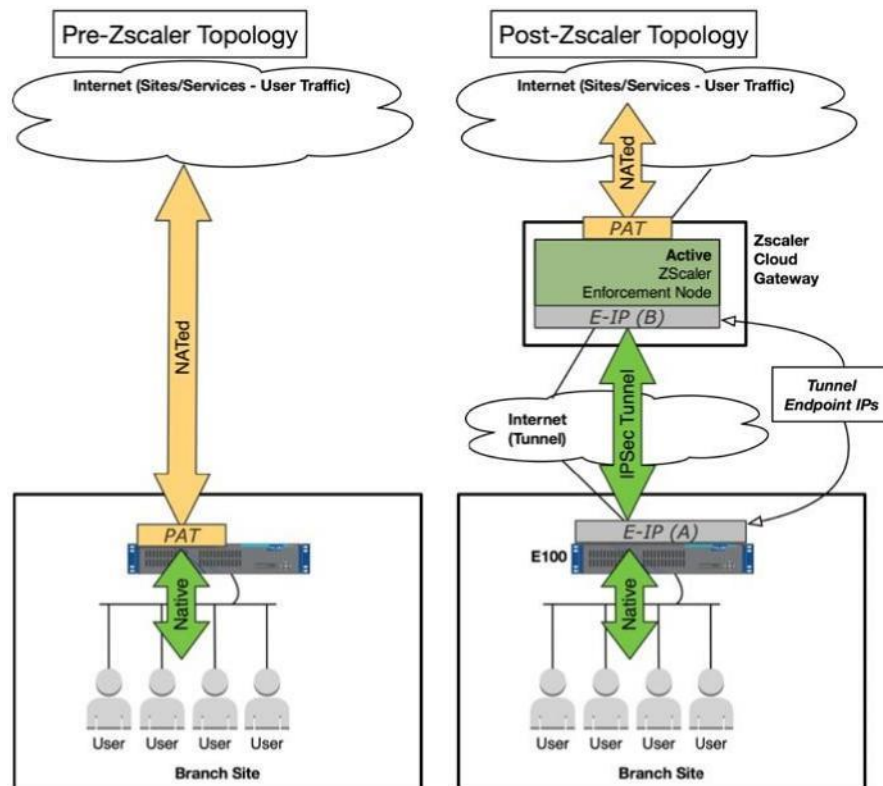 Pre-Zscaler Topology
Internet (Sites/Services - User Traffic)
NATed
PAT
Native
User
User
User
User
Branch Site
Post-Zscaler Topology
Internet (Sites/Services - User Traffic)
NATed
PAT
Active
ZScaler
Enforcement Node
E-IP (B)
Zscaler
Cloud
Gateway
Tunnel
Endpoint IPs
Internet
(Tunnel)
IPSec Tunnel
E-IP (A)
E100
Native
User
User
User
User
Branch Site